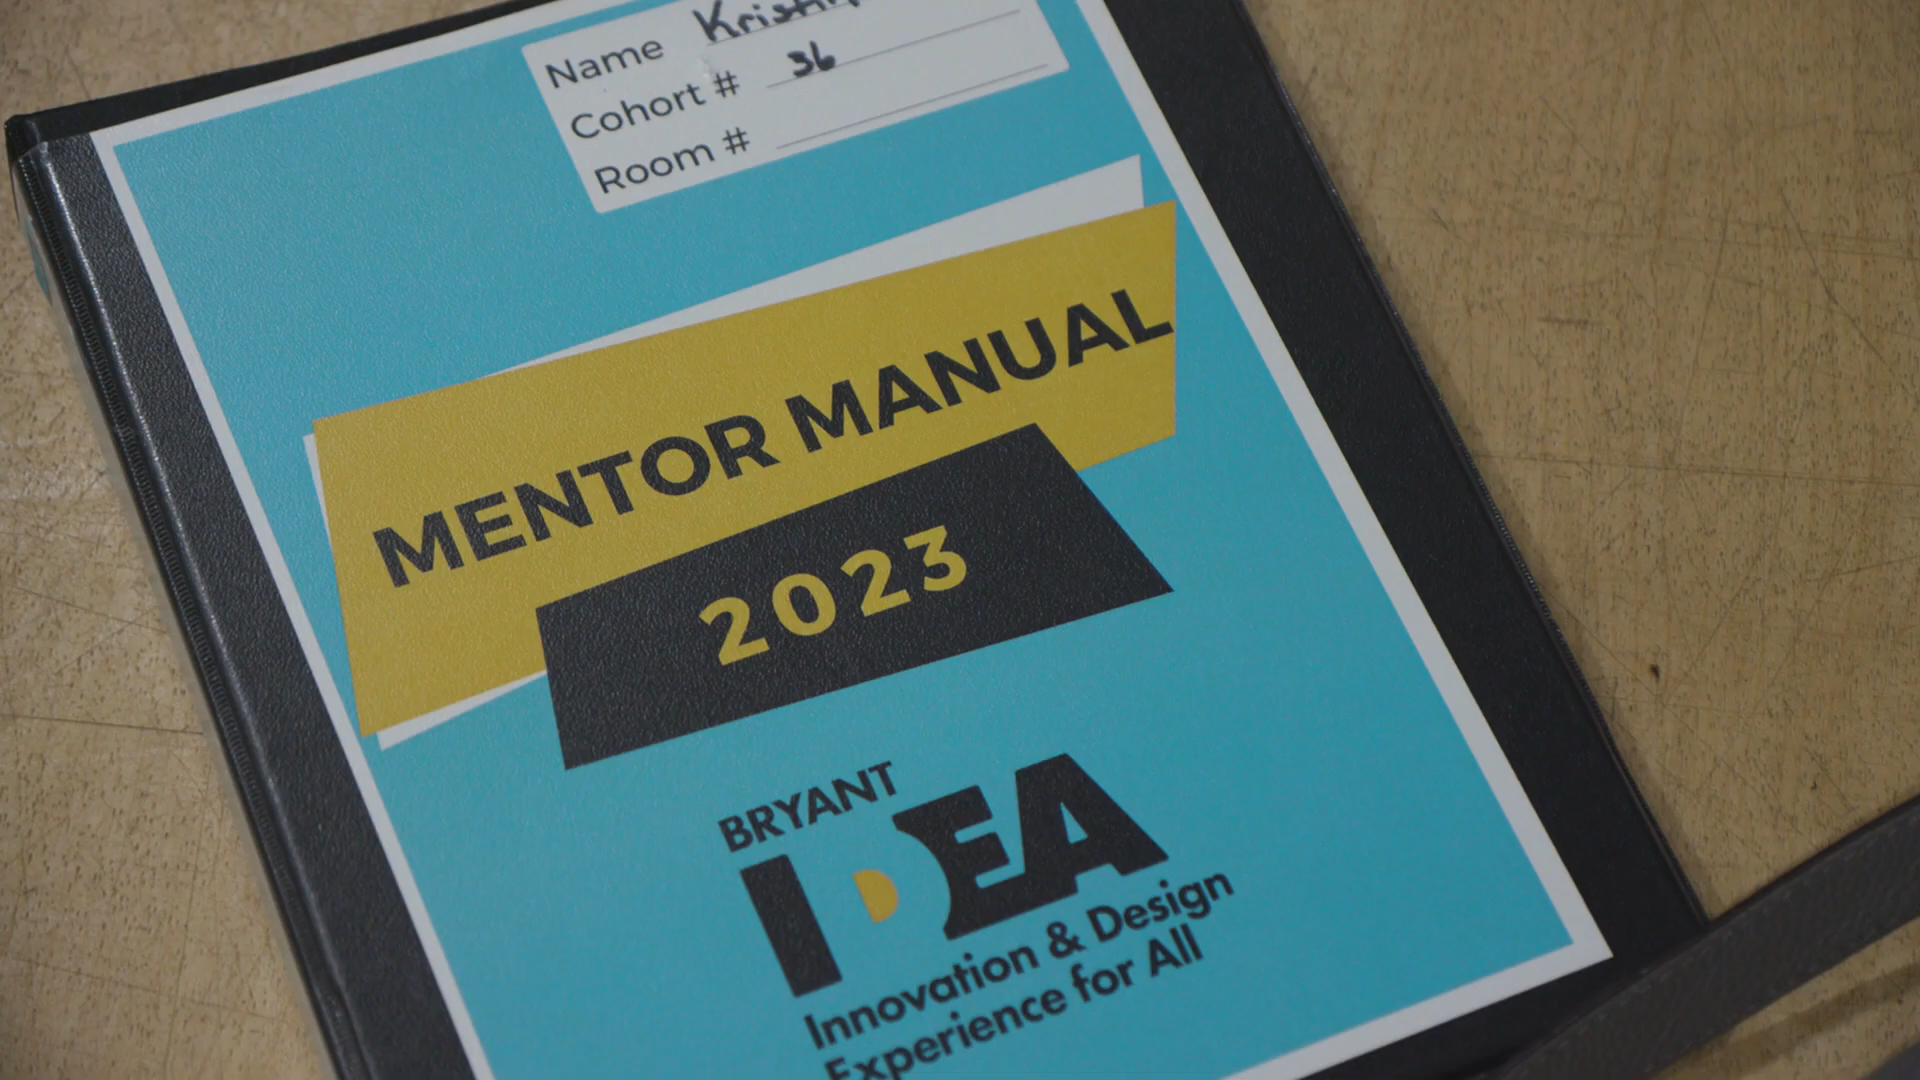 Name
Cohort # 36
Room #
MENTOR MANUAL
2023
BRYANT
IDEA
Innovation & Design
Experience for All